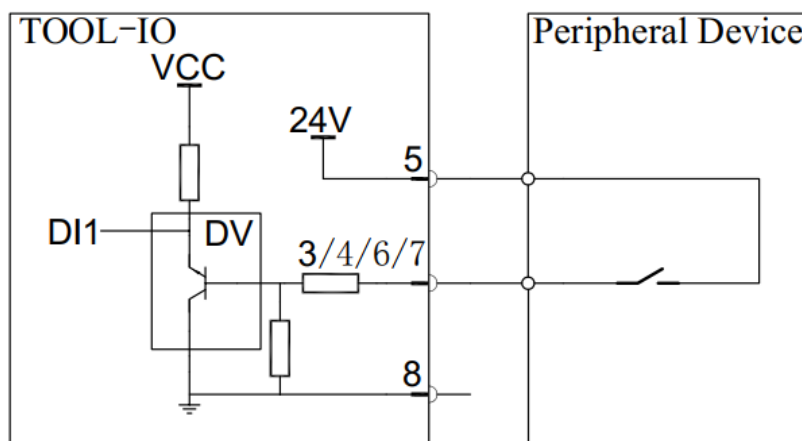 TOOL-IO
Peripheral Device
VCC
24V
5
DI1
DV
3/4/6/7
8